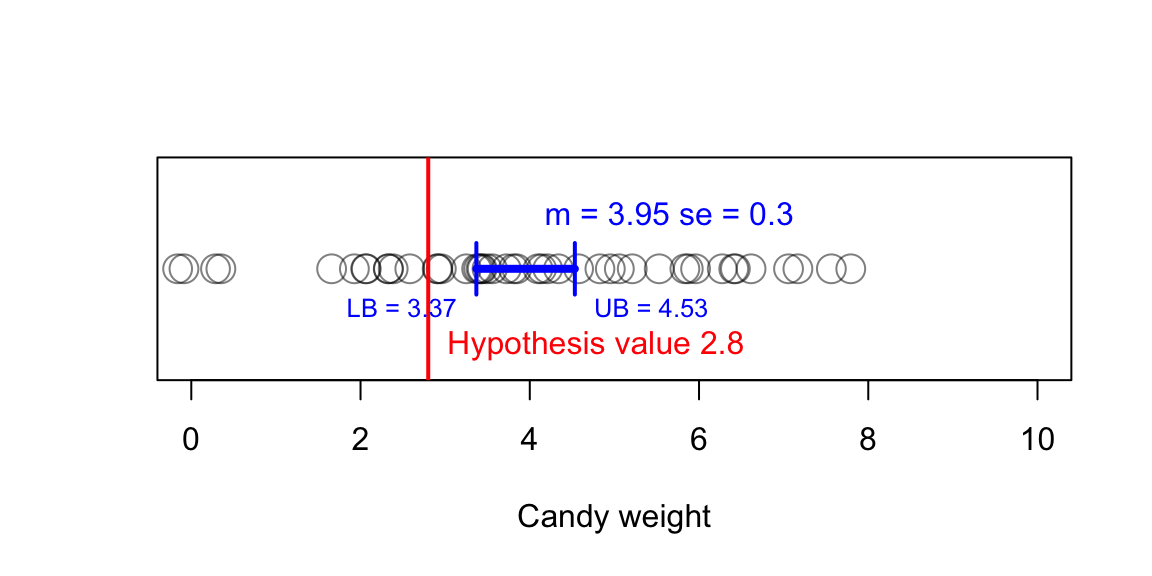 m = 3.95 se = 0.3
LB = 3.37 UB = 4.53
Hypothesis value 2.8
0 2 4 6 8 10
Candy weight